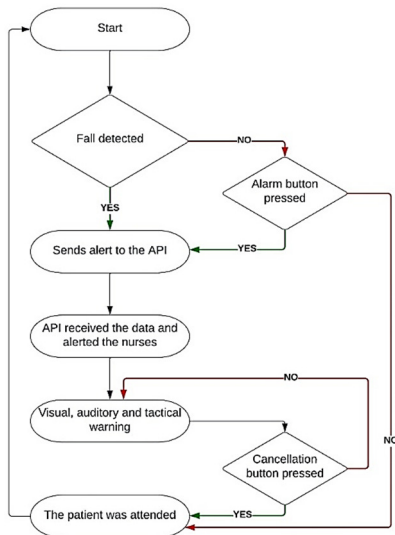 Start
Fall detected
NO
Alarm button
pressed
YES
Sends alert to the API
YES
API received the data and
alerted the nurses
NO
Visual, auditory and tactical
warning
NO
Cancellation
button pressed
The patient was attended
YES